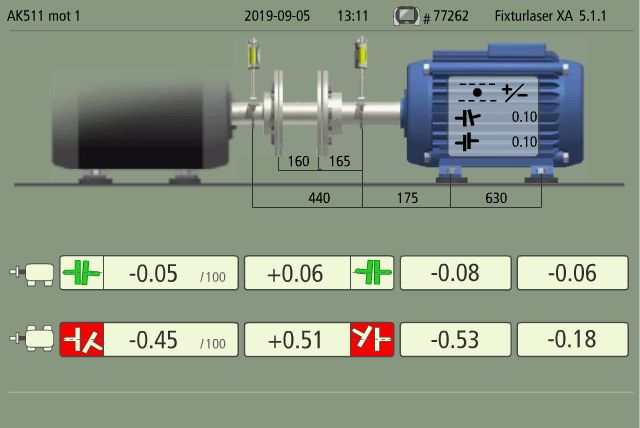 AK511 mot 1 2019-09-05 13:11 # 77262 Fixturlaser XA 5.1.1
+/-
0.10
0.10
160 165
440 175 630
-0.05 /100 +0.06 -0.08 -0.06
-0.45 /100 +0.51 -0.53 -0.18